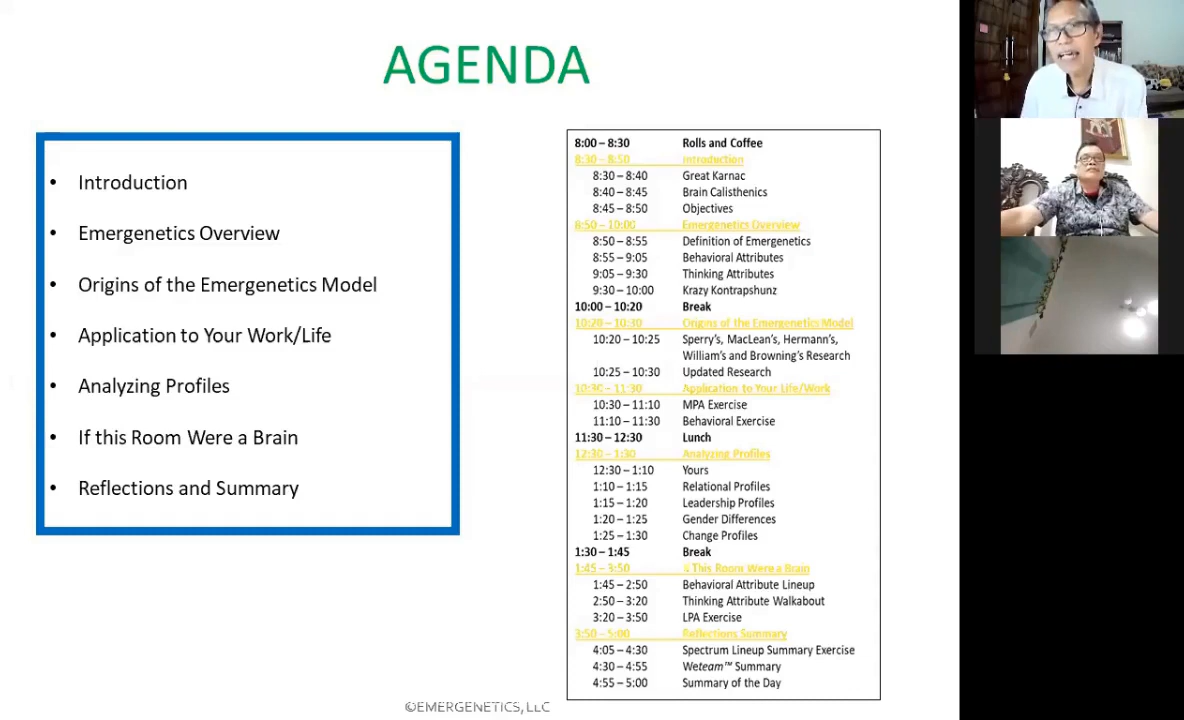 AGENDA
• Introduction
• Emergenetics Overview
• Origins of the Emergenetics Model
• Application to Your Work/Life
• Analyzing Profiles
• If this Room Were a Brain
• Reflections and Summary
8:00 – 8:30 Rolls and Coffee
8:30 – 8:50 Introduction
8:30 – 8:40 Great Karnac
8:40 – 8:45 Brain Calisthenics
8:45 – 8:50 Objectives
8:50 – 10:00 Emergenetics Overview
8:50 – 8:55 Definition of Emergenetics
8:55 – 9:05 Behavioral Attributes
9:05 – 9:30 Thinking Attributes
9:30 – 10:00 Krazy Kontrapshunz
10:00 – 10:20 Break
10:20 – 10:30 Origins of the Emergenetics Model
10:20 – 10:25 Sperry's, MacLean's, Hermann's,
William's and Browning's Research
10:25 – 10:30 Updated Research
10:30 – 11:30 Application to Your Life/Work
10:30 – 11:10 MPA Exercise
11:10 – 11:30 Behavioral Exercise
11:30 – 12:30 Lunch
12:30 – 1:30 Analyzing Profiles
12:30 – 1:10 Yours
1:10 – 1:15 Relational Profiles
1:15 – 1:20 Leadership Profiles
1:20 – 1:25 Gender Differences
1:25 – 1:30 Change Profiles
1:30 – 1:45 Break
1:45 – 3:50 If This Room Were a Brain
1:45 – 2:50 Behavioral Attribute Lineup
2:50 – 3:20 Thinking Attribute Walkabout
3:20 – 3:50 LPA Exercise
3:50 – 5:00 Reflections Summary
4:05 – 4:30 Spectrum Lineup Summary Exercise
4:30 – 4:55 Weteam™ Summary
4:55 – 5:00 Summary of the Day
©EMERGENETICS, LLC